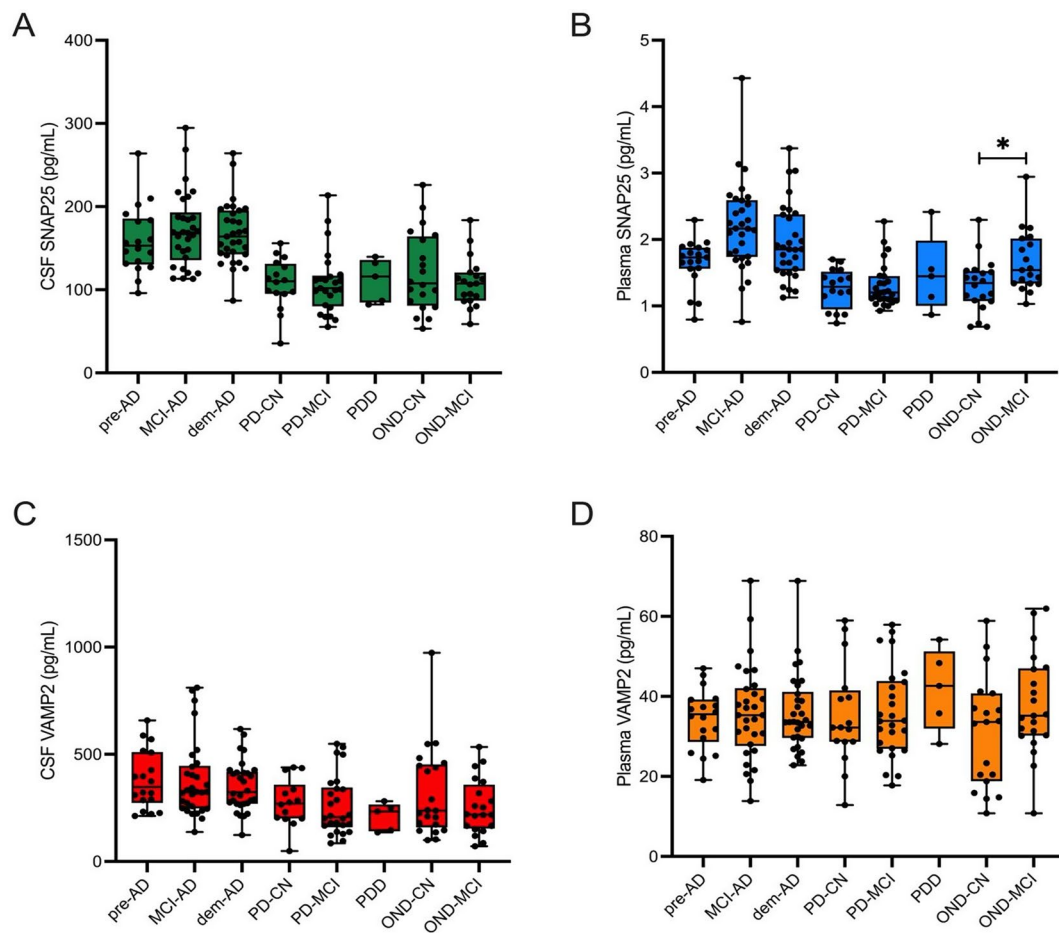 A
CSF SNAP25 (pg/mL)
400
300
200
100
0
pre-AD
MCI-AD
dem-AD
PD-CN
PD-MCI
PDD
OND-CN
OND-MCI
B
Plasma SNAP25 (pg/mL)
5
4
3
2
1
0
*
pre-AD
MCI-AD
dem-AD
PD-CN
PD-MCI
PDD
OND-CN
OND-MCI
C
CSF VAMP2 (pg/mL)
1500
1000
500
0
pre-AD
MCI-AD
dem-AD
PD-CN
PD-MCI
PDD
OND-CN
OND-MCI
D
Plasma VAMP2 (pg/mL)
80
60
40
20
0
pre-AD
MCI-AD
dem-AD
PD-CN
PD-MCI
PDD
OND-CN
OND-MCI